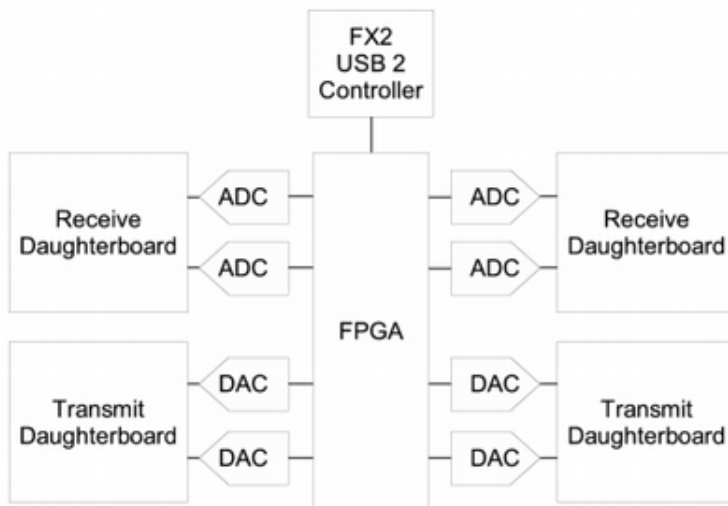 FX2
USB 2
Controller
Receive
Daughterboard
ADC
ADC
ADC
ADC
Receive
Daughterboard
FPGA
Transmit
Daughterboard
DAC
DAC
DAC
DAC
Transmit
Daughterboard